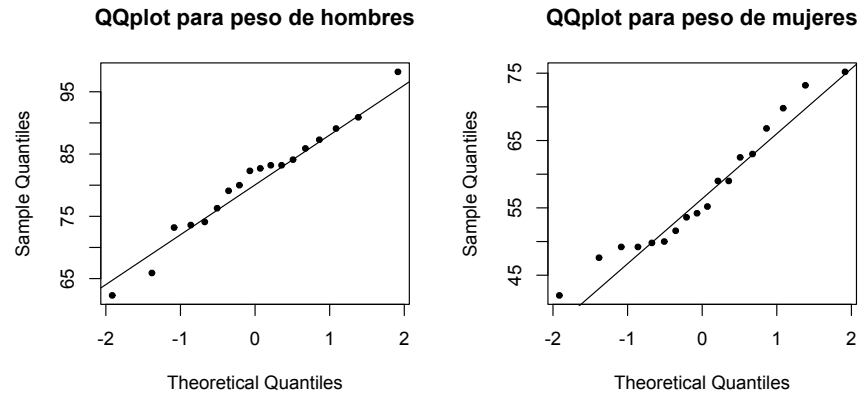 QQplot para peso de hombres
Sample Quantiles
95
85
75
65
-2 -1 0 1 2
Theoretical Quantiles
QQplot para peso de mujeres
Sample Quantiles
75
65
55
45
-2 -1 0 1 2
Theoretical Quantiles